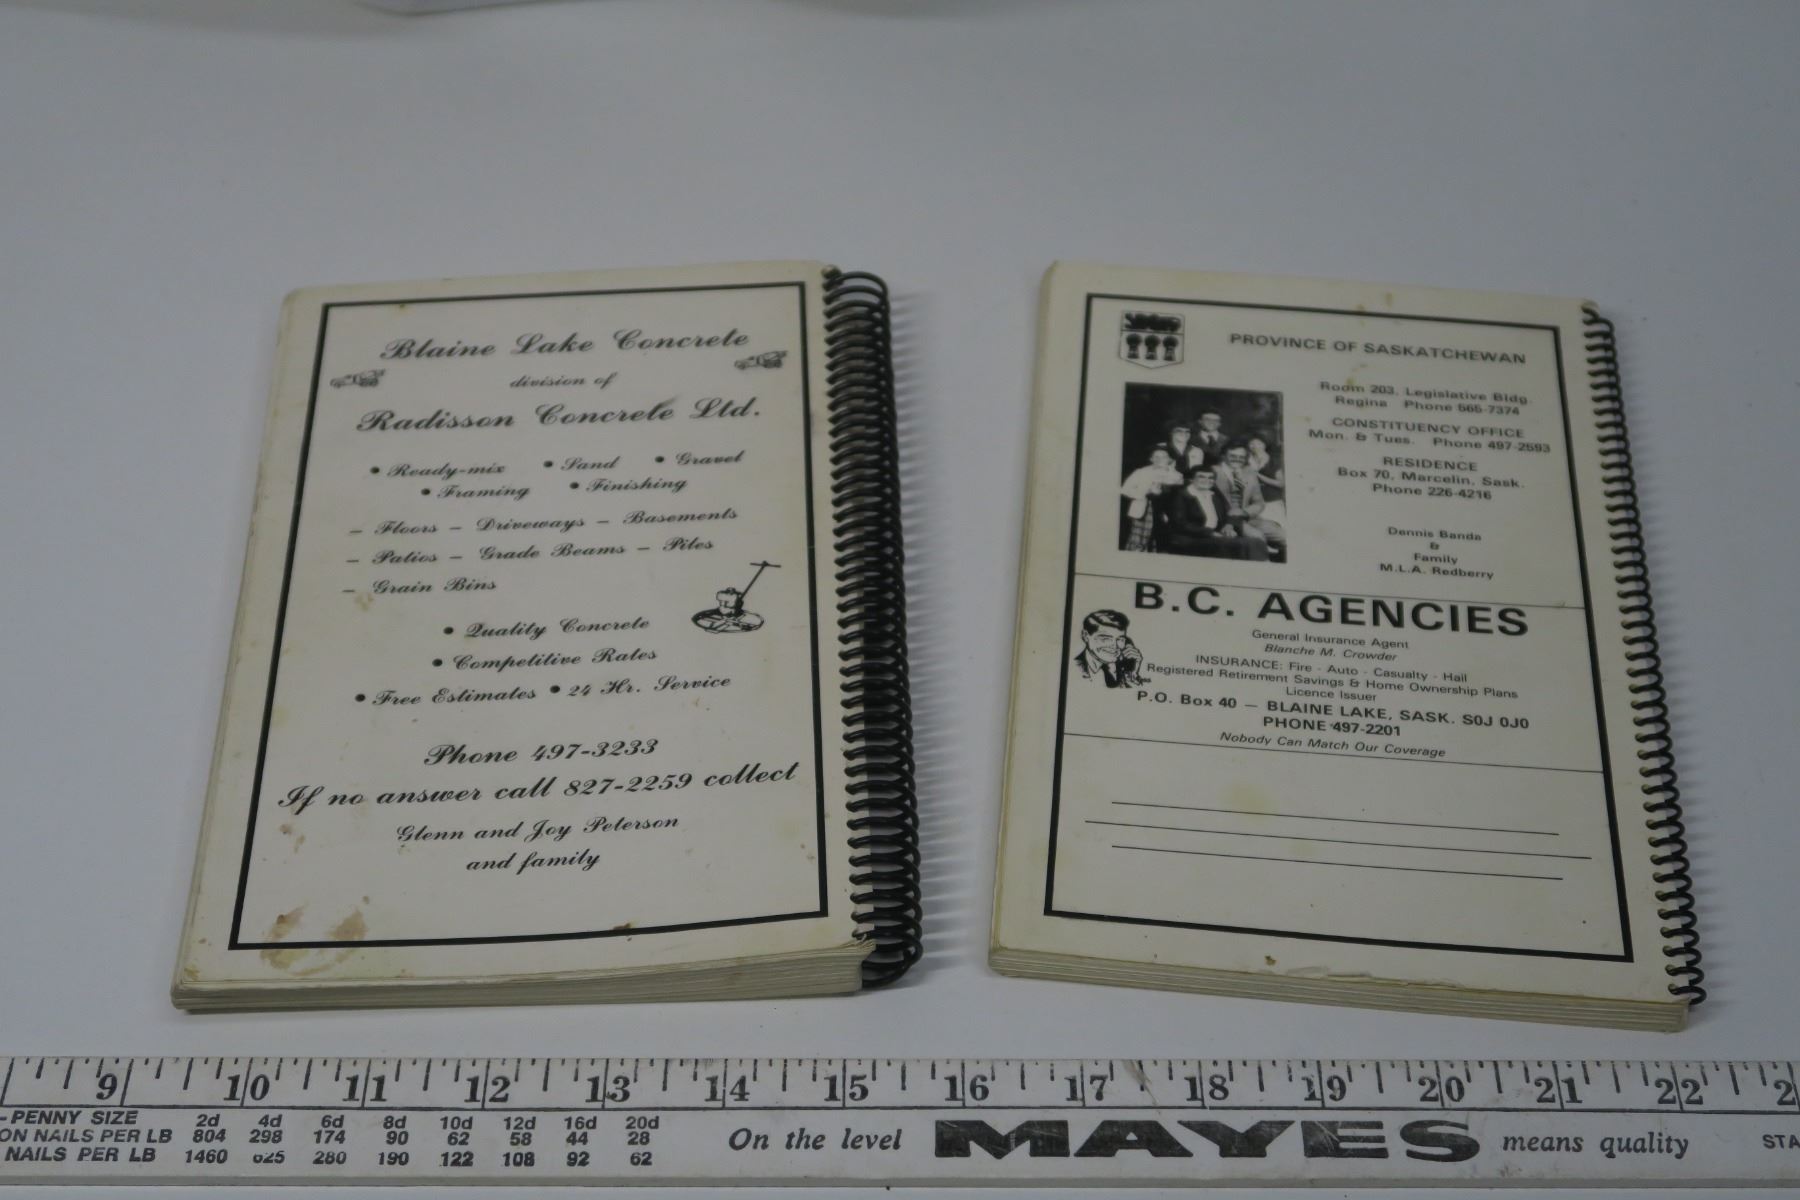 Blaine Lake Concrete
division of
Radisson Concrete Ltd.
• Ready-mix • Sand • Gravel
• Framing • Finishing
– Floors – Driveways – Basements
– Patios – Grade Beams – Piles
– Grain Bins
• Quality Concrete
• Competitive Rates
• Free Estimates • 24 Hr. Service
Phone 497-3233
If no answer call 827-2259 collect
Glenn and Joy Peterson
and family
PROVINCE OF SASKATCHEWAN
Room 203, Legislative Bldg.
Regina Phone 565-7374
CONSTITUENCY OFFICE
Mon. & Tues. Phone 497-2593
RESIDENCE
Box 70, Marcelin, Sask.
Phone 226-4216
Dennis Banda
&
Family
M.L.A. Redberry
B.C. AGENCIES
General Insurance Agent
Blanche M. Crowder
INSURANCE: Fire - Auto - Casualty - Hail
Registered Retirement Savings & Home Ownership Plans
Licence Issuer
P.O. Box 40 — BLAINE LAKE, SASK. S0J 0J0
PHONE 497-2201
Nobody Can Match Our Coverage
9 10 11 12 13 14 15 16 17 18 19 20 21 22
-PENNY SIZE 2d 4d 6d 8d 10d 12d 16d 20d
ON NAILS PER LB 804 298 174 90 62 58 44 28
NAILS PER LB 1460 625 280 190 122 108 92 62
On the level MAYES means quality
STA